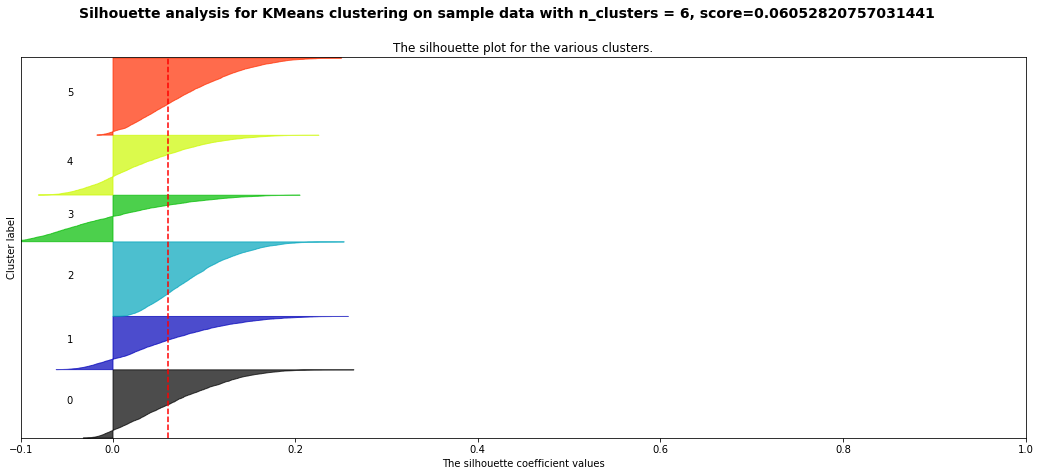 Silhouette analysis for KMeans clustering on sample data with n_clusters = 6, score=0.06052820757031441
The silhouette plot for the various clusters.
5
4
3
2
1
0
Cluster label
−0.1 0.0 0.2 0.4 0.6 0.8 1.0
The silhouette coefficient values